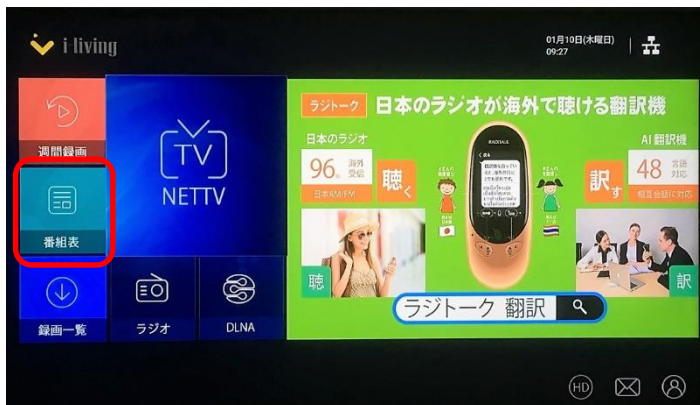 i-living
01月10日(木曜日)
09:27
週間録画
番組表
録画一覧
TV
NETTV
ラジオ
DLNA
ラジトーク 日本のラジオが海外で聴ける翻訳機
日本のラジオ
96局 海外受信
日本AM/FM
聴く
AI 翻訳機
48 言語対応
相互会話に対応
訳す
RADITALK
聴
訳
ラジトーク 翻訳
HD